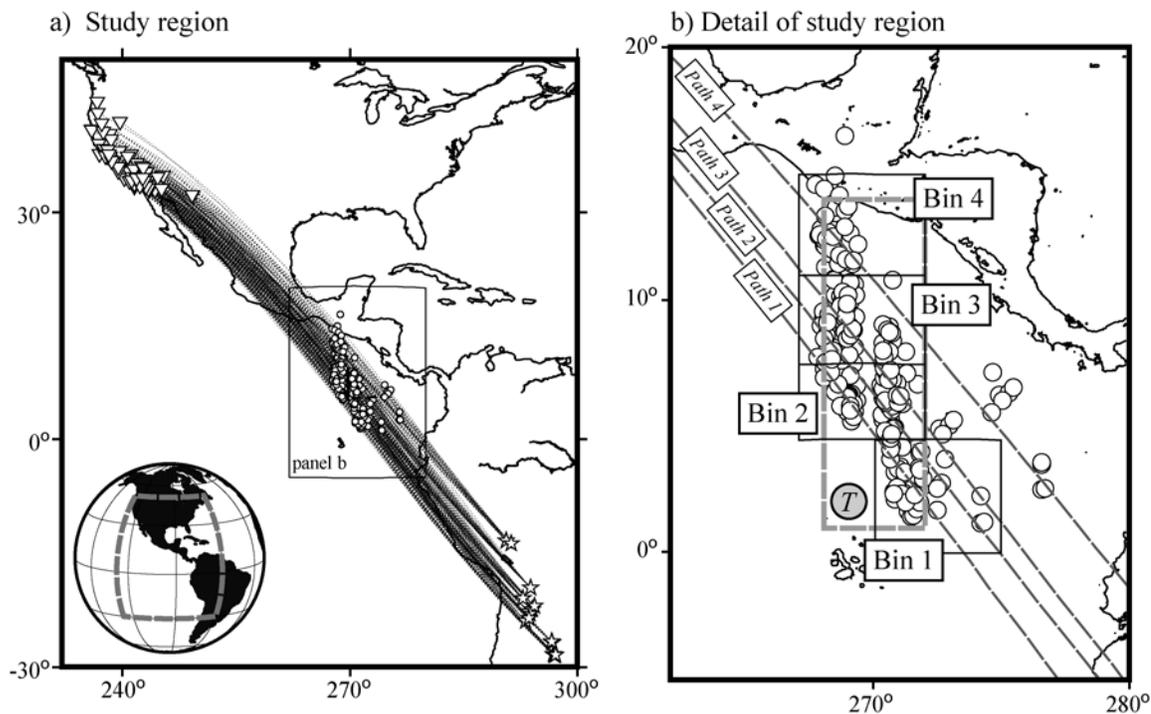 a) Study region
30°
0°
-30°
240°
270°
300°
panel b
b) Detail of study region
20°
10°
0°
270°
280°
Path 4
Path 3
Path 2
Path 1
Bin 4
Bin 3
Bin 2
T
Bin 1